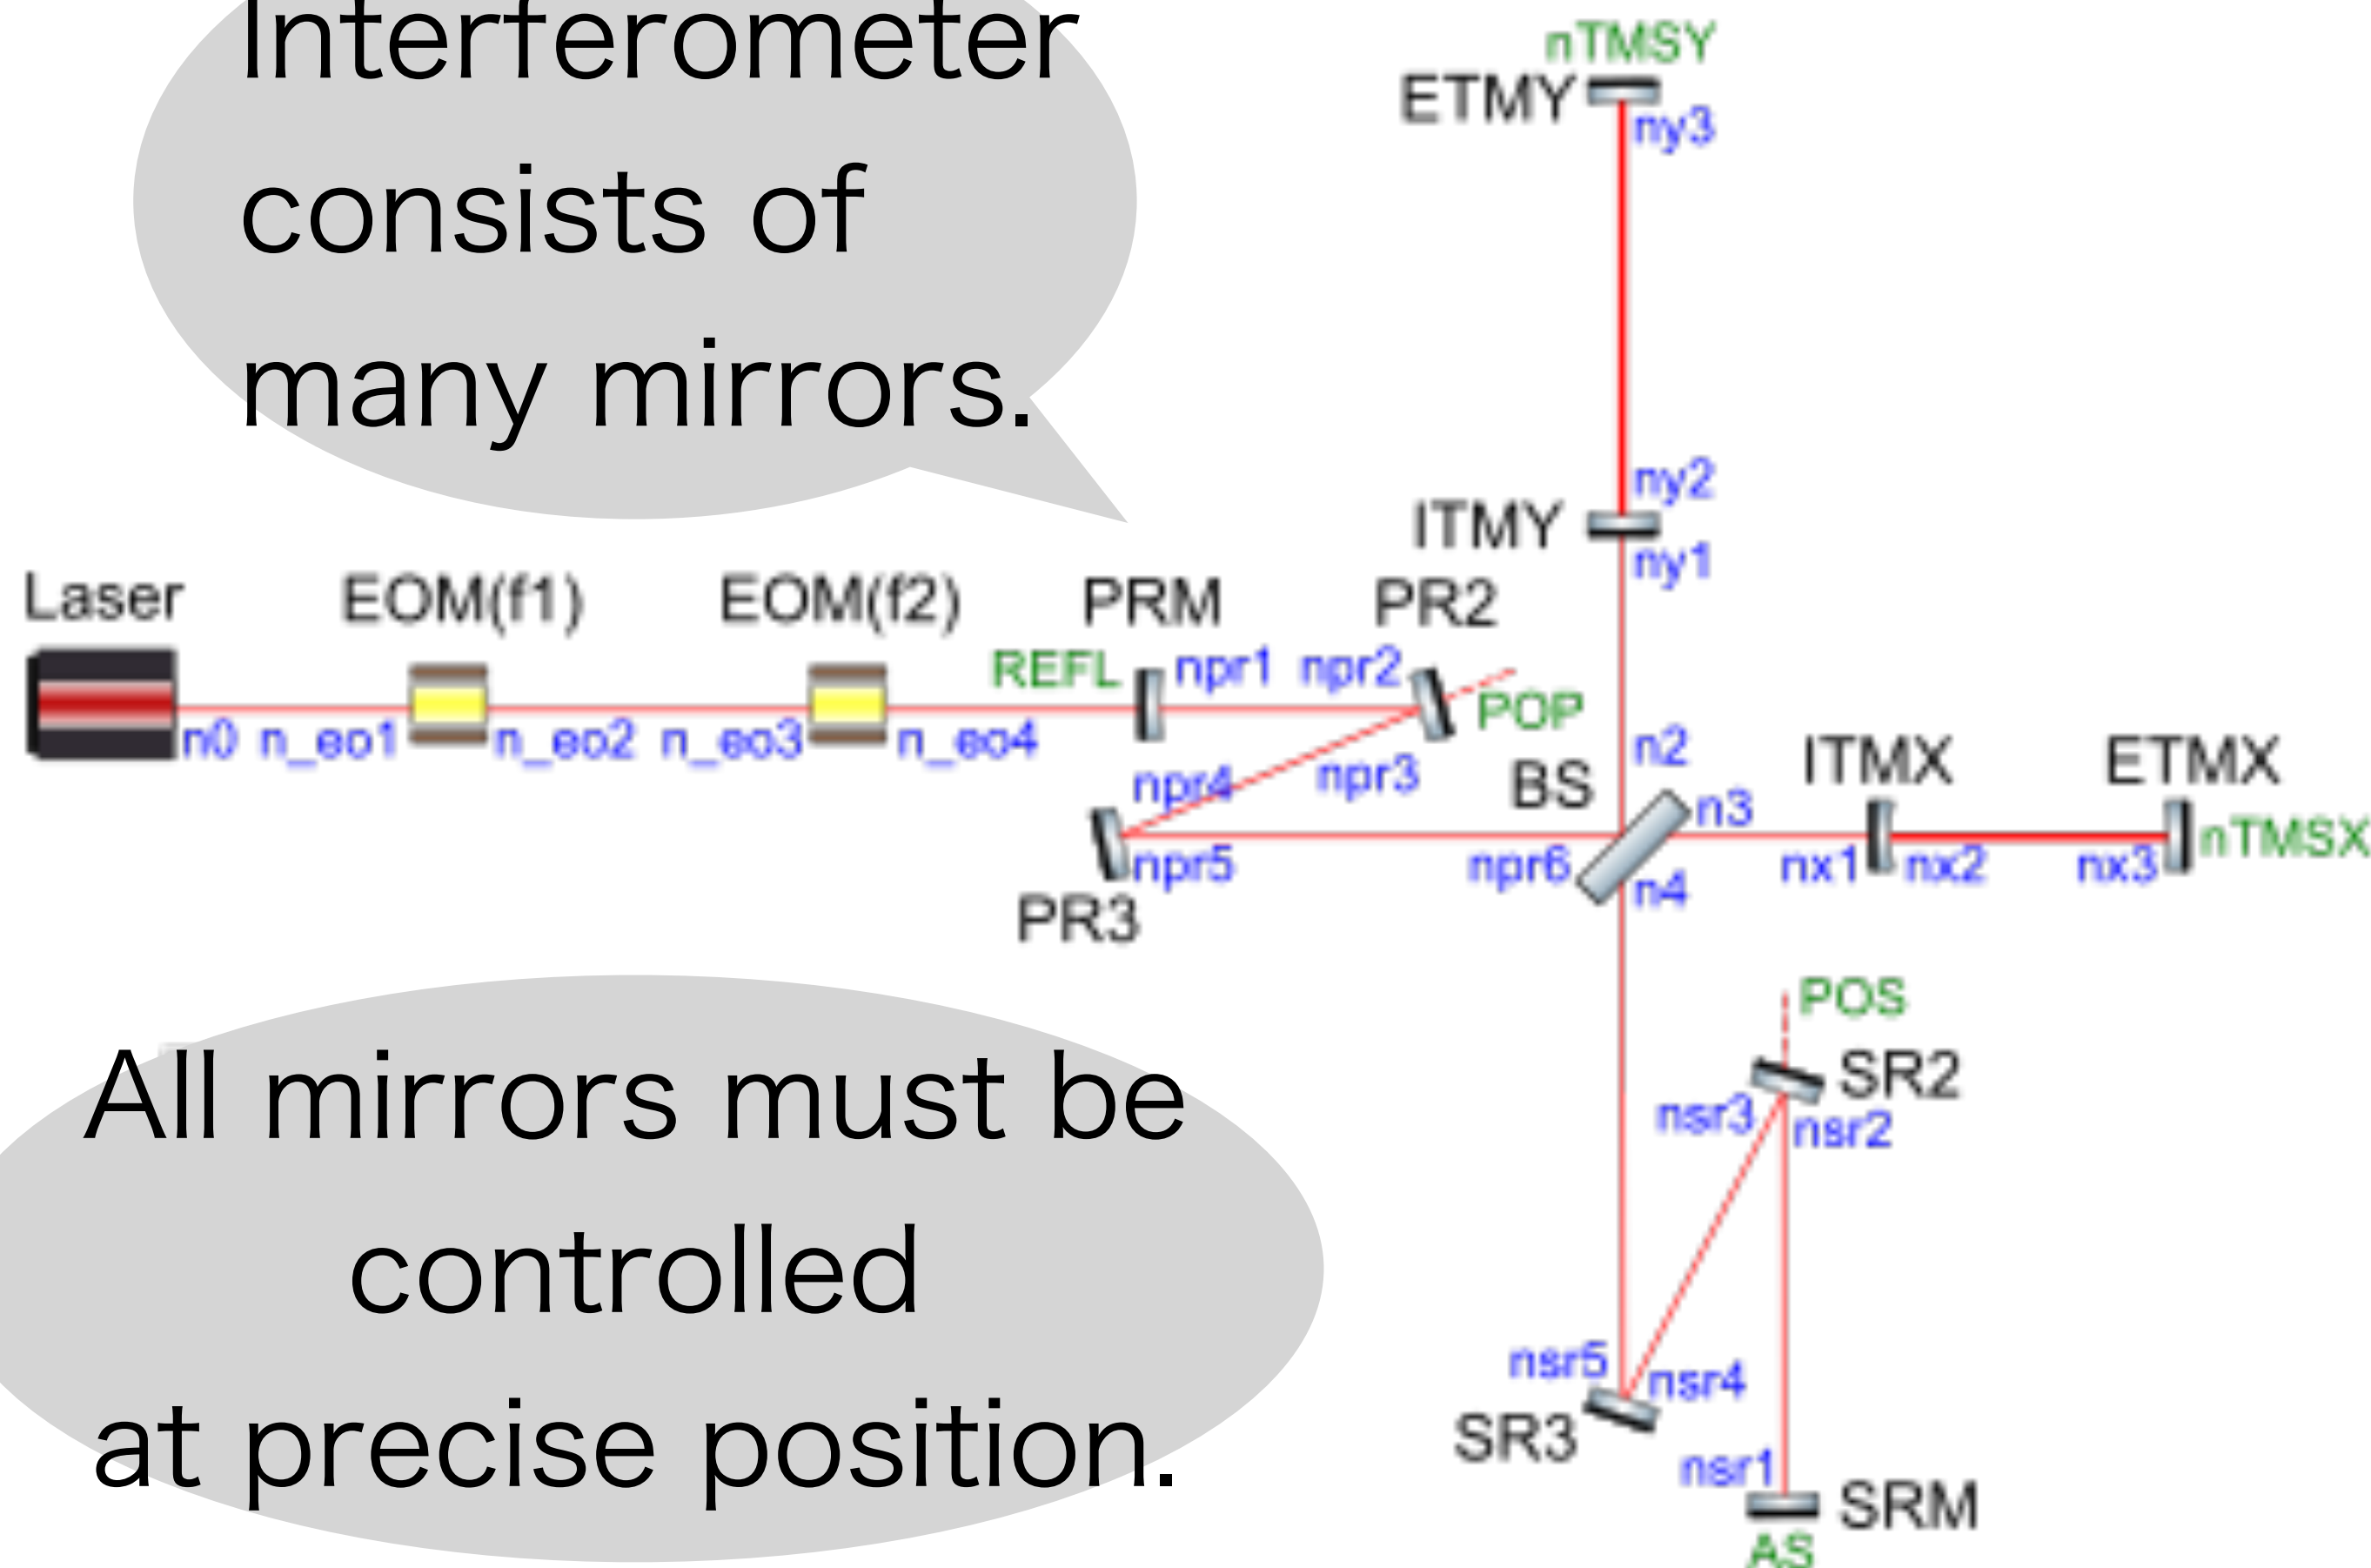 Interferometer
consists of
many mirrors.
nTMSY
ETMY
ny3
ny2
ITMY
ny1
Laser
EOM(f1)
EOM(f2)
PRM
PR2
REFL
npr1
npr2
POP
n0
n_eo1
n_eo2
n_eo3
n_eo4
npr4
npr3
BS
n2
n3
ITMX
ETMX
nTMSX
PR3
npr5
npr6
n4
nx1
nx2
nx3
POS
SR2
nsr3
nsr2
All mirrors must be
controlled
at precise position.
nsr5
nsr4
SR3
nsr1
SRM
AS